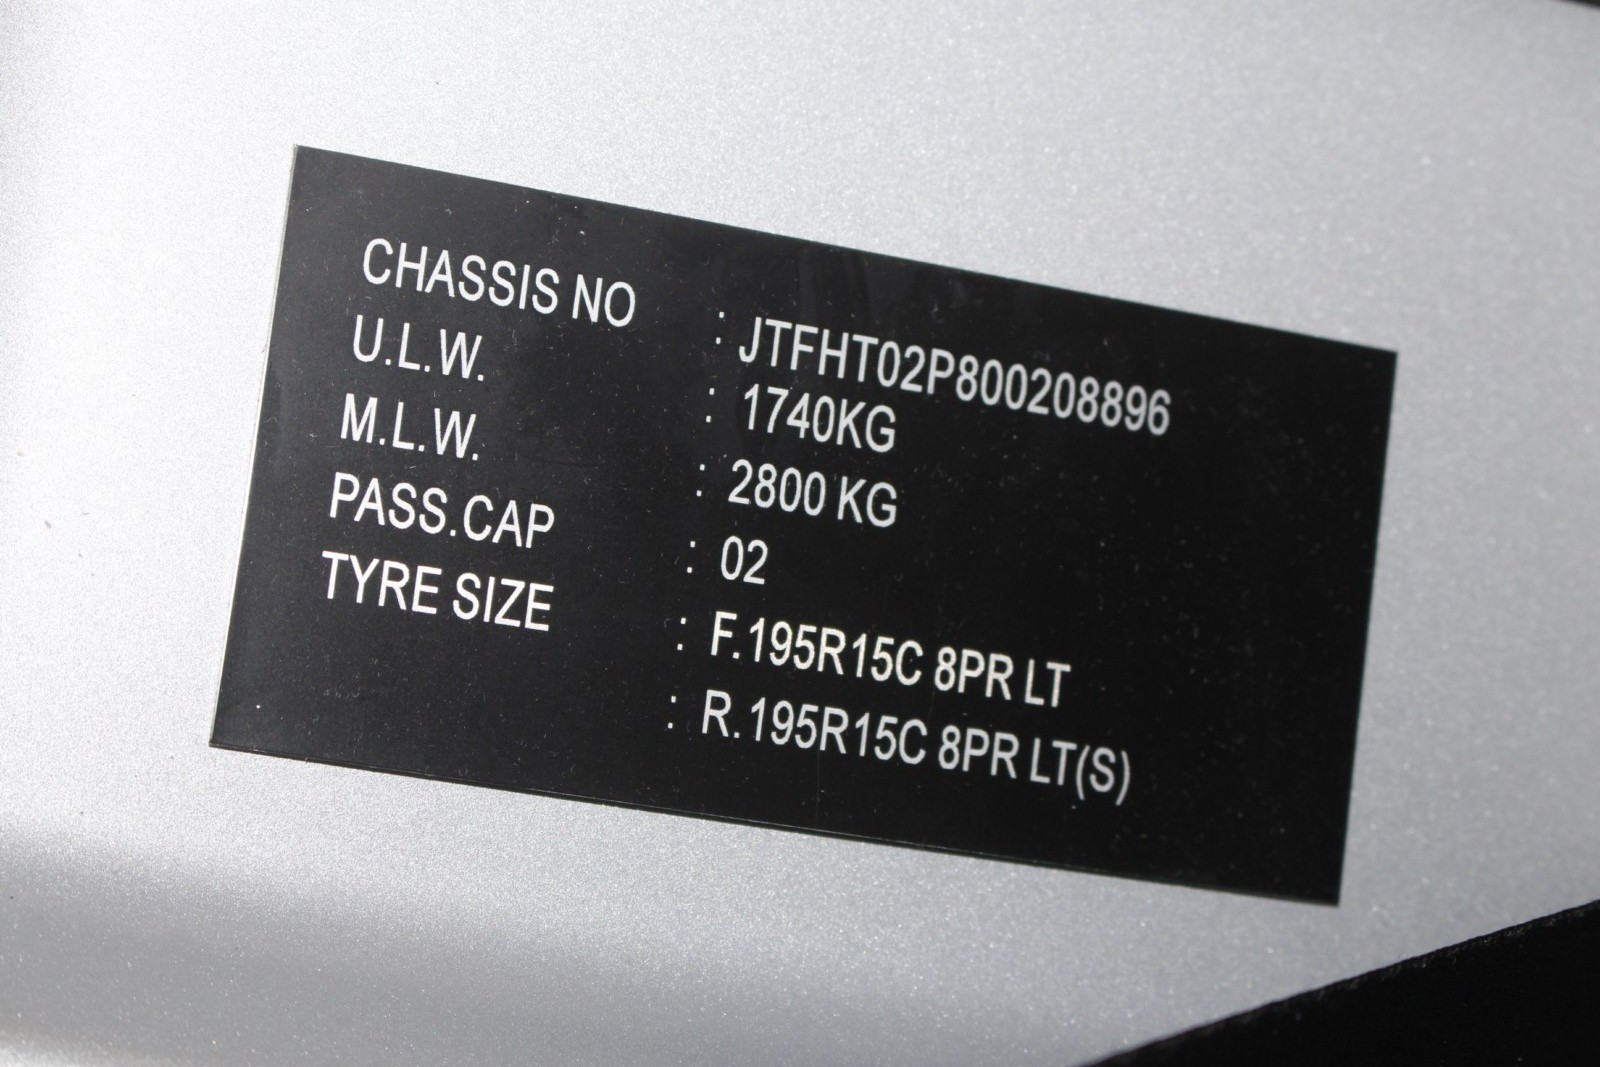 CHASSIS NO : JTFHT02P800208896
U.L.W. : 1740KG
M.L.W. : 2800 KG
PASS.CAP : 02
TYRE SIZE : F.195R15C 8PR LT
: R.195R15C 8PR LT(S)